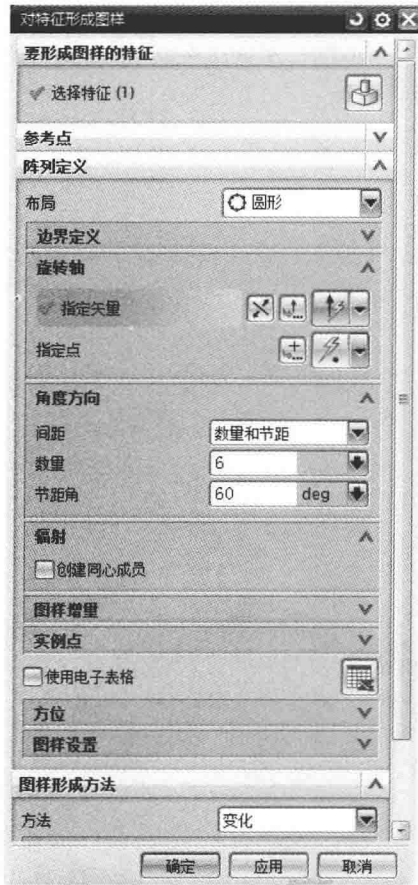 对特征形成图样
要形成图样的特征
选择特征 (1)
参考点
阵列定义
布局 圆形
边界定义
旋转轴
指定矢量
指定点
角度方向
间距 数量和节距
数量 6
节距角 60 deg
辐射
创建同心成员
图样增量
实例点
使用电子表格
方位
图样设置
图样形成方法
方法 变化
确定 应用 取消